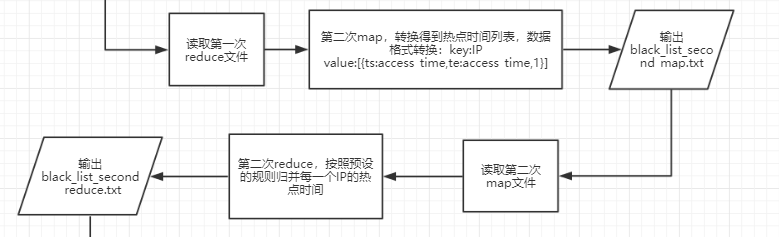 读取第一次
reduce文件
第二次map，转换得到热点时间列表，数据
格式转换：key:IP
value:[{ts:access time,te:access time,1}]
输出
black_list_seco
nd map.txt
读取第二次
map文件
第二次reduce，按照预设
的规则归并每一个IP的热
点时间
输出
black_list_second
reduce.txt